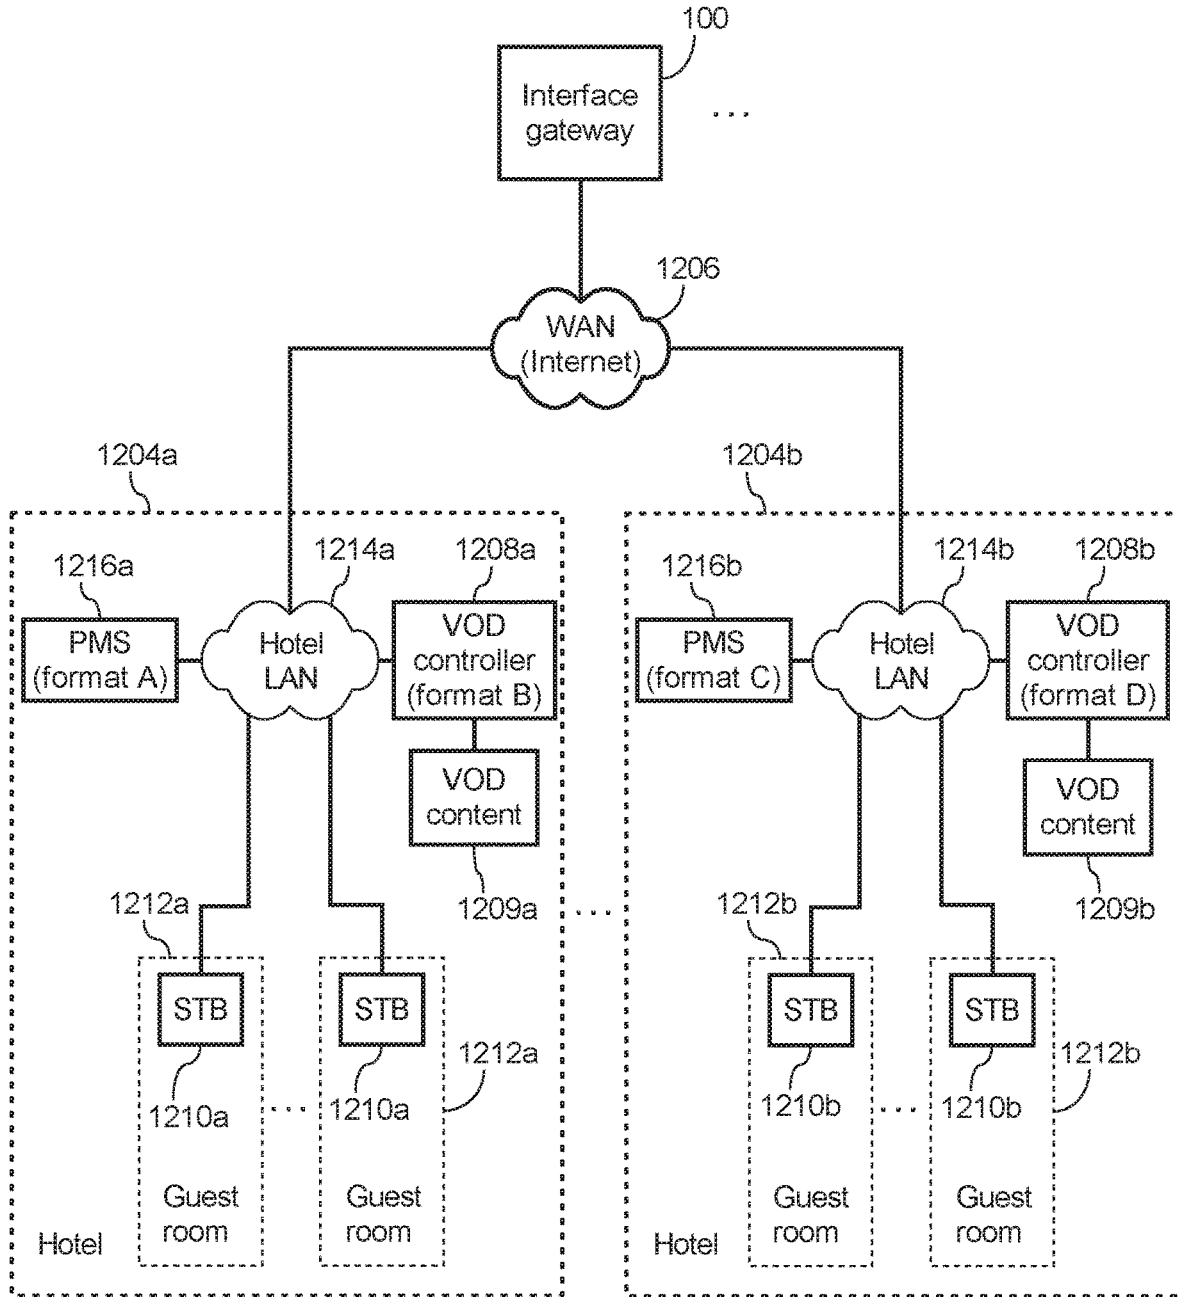 100
Interface
gateway
...
1206
WAN
(Internet)
1204a
1204b
1216a
1214a
1208a
PMS
(format A)
Hotel
LAN
VOD
controller
(format B)
VOD
content
1209a
1212a
STB
STB
1210a
1210a
1212a
...
Guest
room
Guest
room
Hotel
...
1216b
1214b
1208b
PMS
(format C)
Hotel
LAN
VOD
controller
(format D)
VOD
content
1209b
1212b
STB
STB
1210b
1210b
1212b
...
Guest
room
Guest
room
Hotel